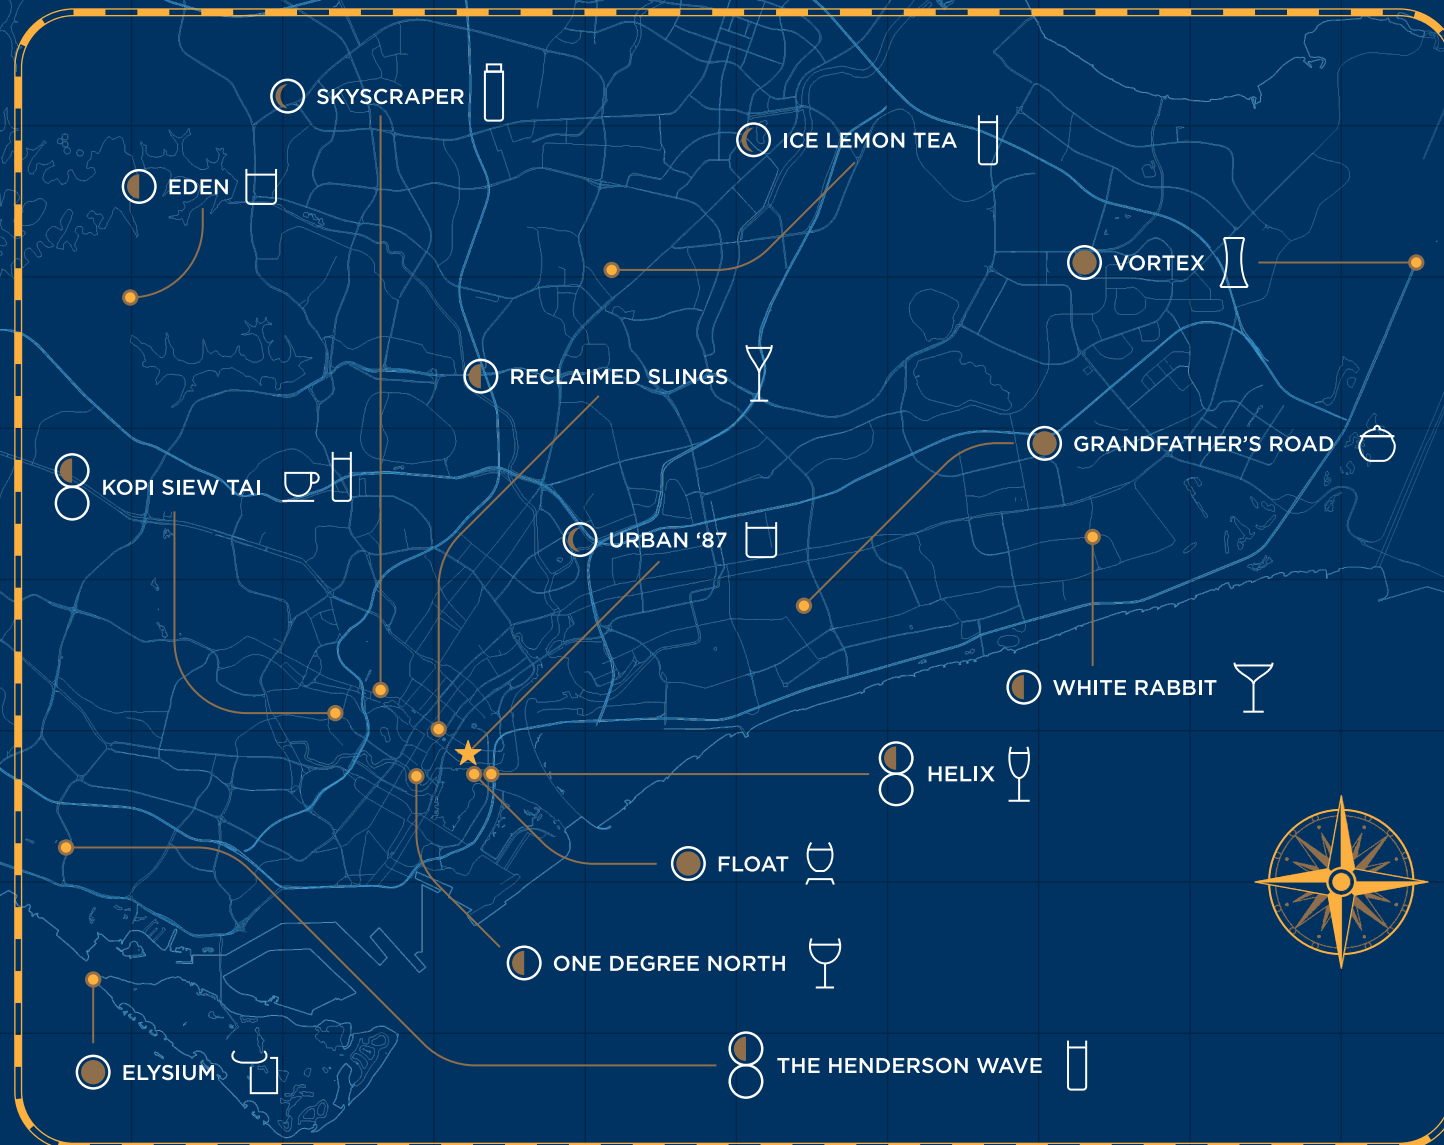 SKYSCRAPER
ICE LEMON TEA
EDEN
VORTEX
RECLAIMED SLINGS
GRANDFATHER’S ROAD
KOPI SIEW TAI
URBAN ‘87
WHITE RABBIT
HELIX
FLOAT
ONE DEGREE NORTH
THE HENDERSON WAVE
ELYSIUM